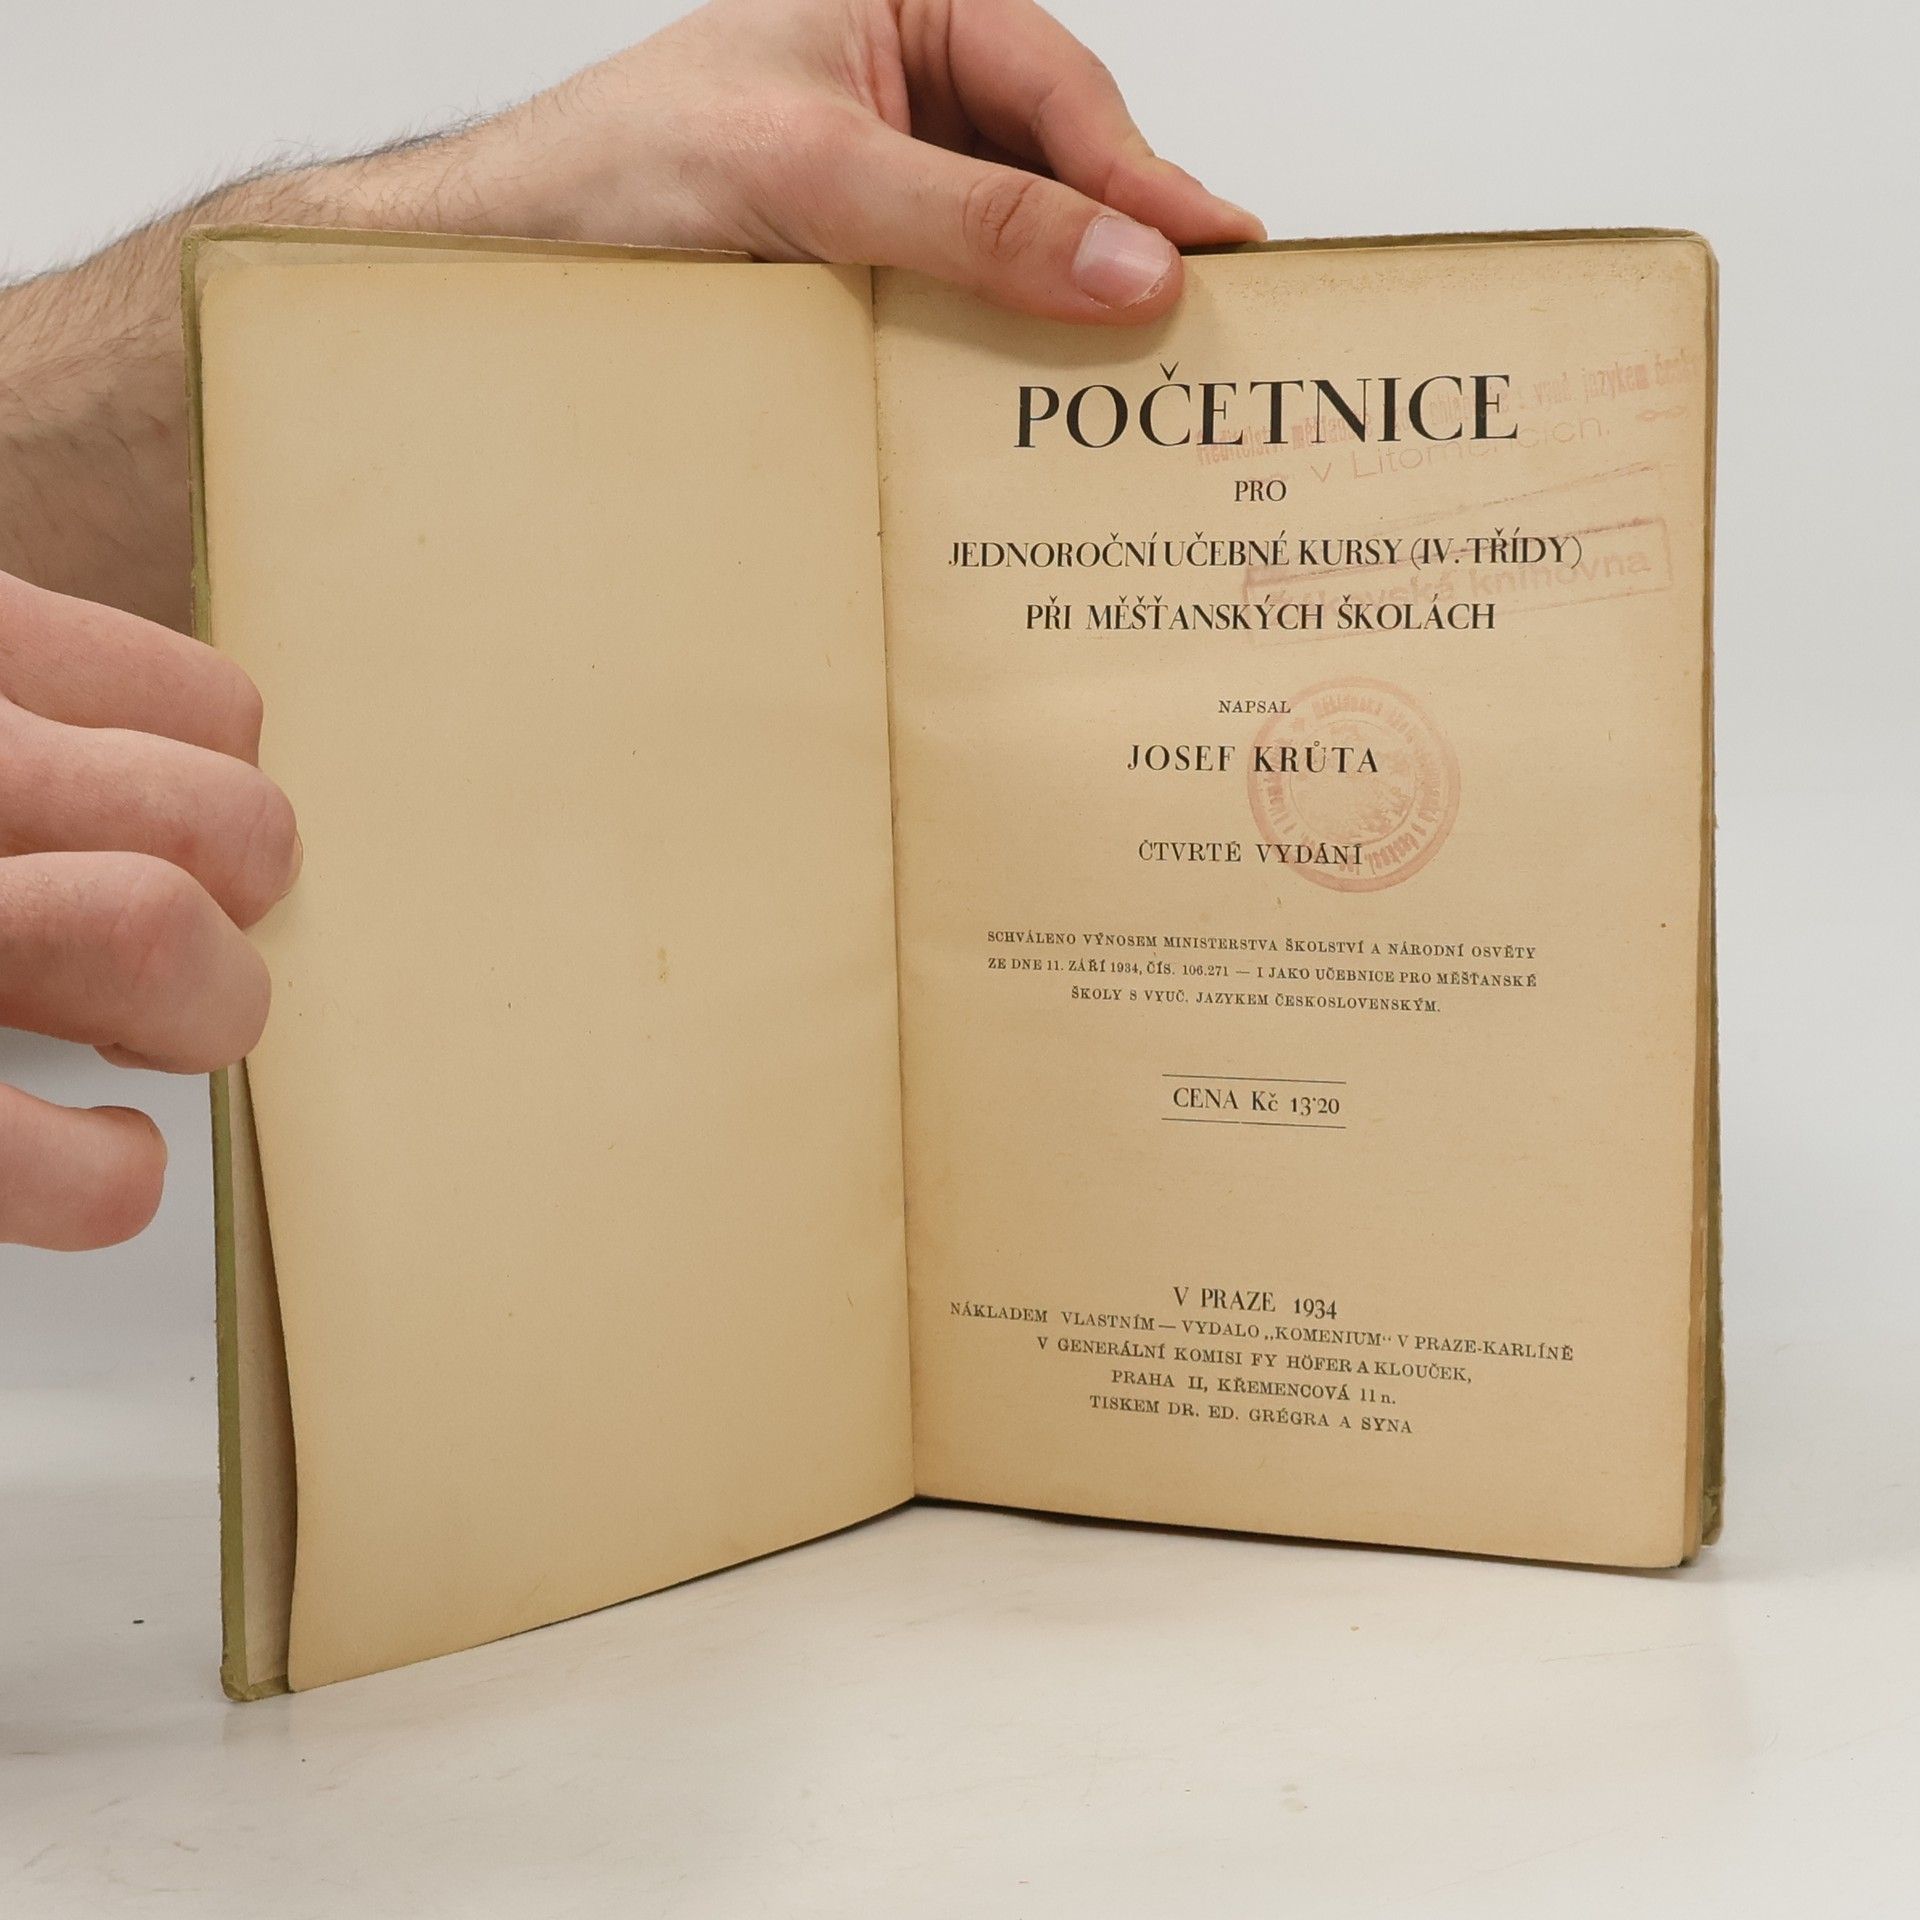 POČETNICE
PRO
JEDNOROČNÍ UČEBNÉ KURSY (IV. TŘÍDY)
PŘI MĚŠŤANSKÝCH ŠKOLÁCH
NAPSAL
JOSEF KRŮTA
ČTVRTÉ VYDÁNÍ
SCHVÁLENO VÝNOSEM MINISTERSTVA ŠKOLSTVÍ A NÁRODNÍ OSVĚTY
ZE DNE 11. ZÁŘÍ 1934, ČÍS. 106.271 — I JAKO UČEBNICE PRO MĚŠŤANSKÉ
ŠKOLY S VYUČ. JAZYKEM ČESKOSLOVENSKÝM.
CENA Kč 13·20
V PRAZE 1934
NÁKLADEM VLASTNÍM — VYDALO „KOMENIUM“ V PRAZE-KARLÍNĚ
V GENERÁLNÍ KOMISI FY HÖFER A KLOUČEK,
PRAHA II, KŘEMENCOVÁ 11 n.
TISKEM DR. ED. GRÉGRA A SYNA
jazykem
v Litoměřicích.
knihovna